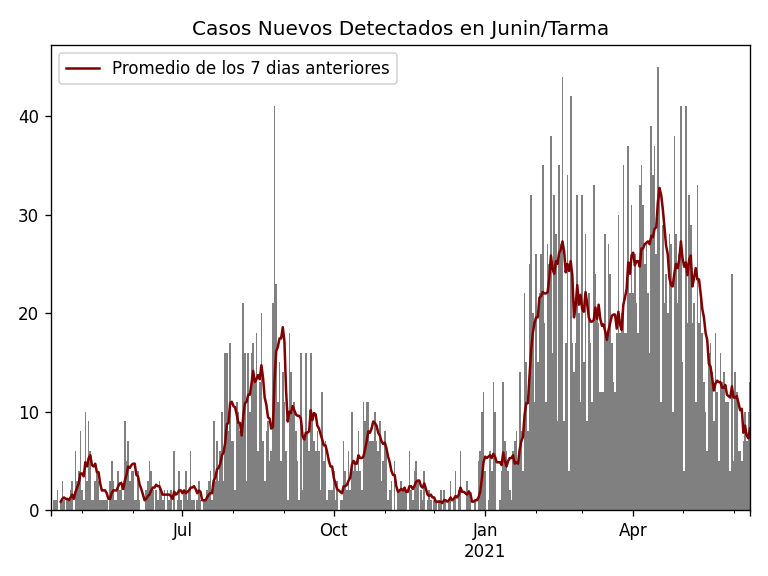 Casos Nuevos Detectados en Junin/Tarma
Promedio de los 7 dias anteriores
40
30
20
10
0
Jul
Oct
Jan
Apr
2021